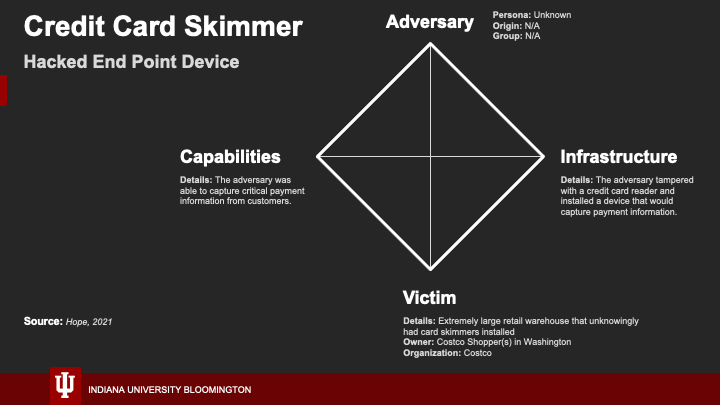 Credit Card Skimmer
Hacked End Point Device
Adversary
Persona: Unknown
Origin: N/A
Group: N/A
Capabilities
Details: The adversary was
able to capture critical payment
information from customers.
Infrastructure
Details: The adversary tampered
with a credit card reader and
installed a device that would
capture payment information.
Victim
Details: Extremely large retail warehouse that unknowingly
had card skimmers installed
Owner: Costco Shopper(s) in Washington
Organization: Costco
Source: Hope, 2021
INDIANA UNIVERSITY BLOOMINGTON